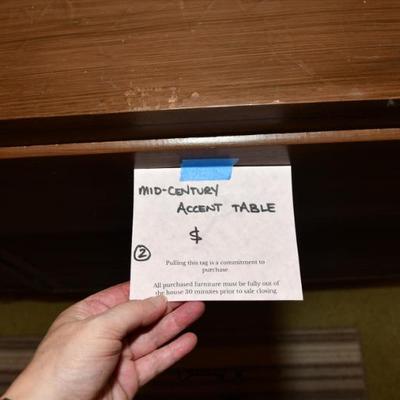 MID-CENTURY
ACCENT TABLE
$
2
Pulling this tag is a commitment to
purchase
All purchased furniture must be fully out of
the house 30 minutes prior to sale closing